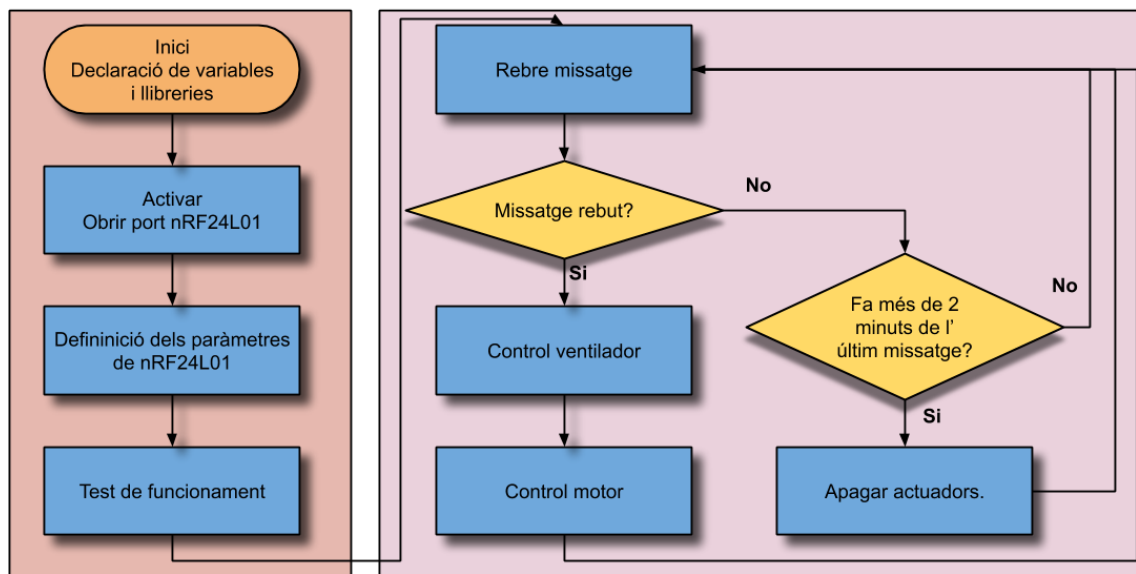 Inici
Declaració de variables
i llibreries
Activar
Obrir port nRF24L01
Defininició dels paràmetres
de nRF24L01
Test de funcionament
Rebre missatge
Missatge rebut?
No
Si
Control ventilador
Control motor
Fa més de 2
minuts de l’
últim missatge?
No
Si
Apagar actuadors.